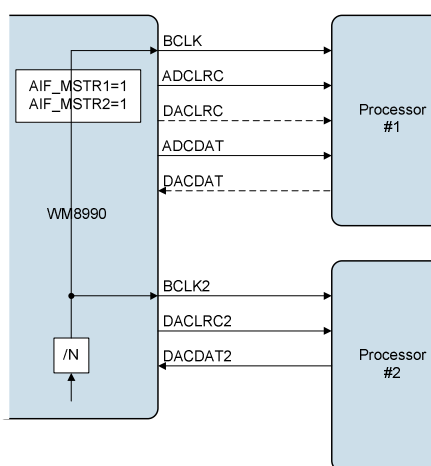 BCLK
ADCLRC
AIF_MSTR1=1
AIF_MSTR2=1
DACLRC
Processor
#1
ADCDAT
DACDAT
WM8990
BCLK2
DACLRC2
/N
DACDAT2
Processor
#2